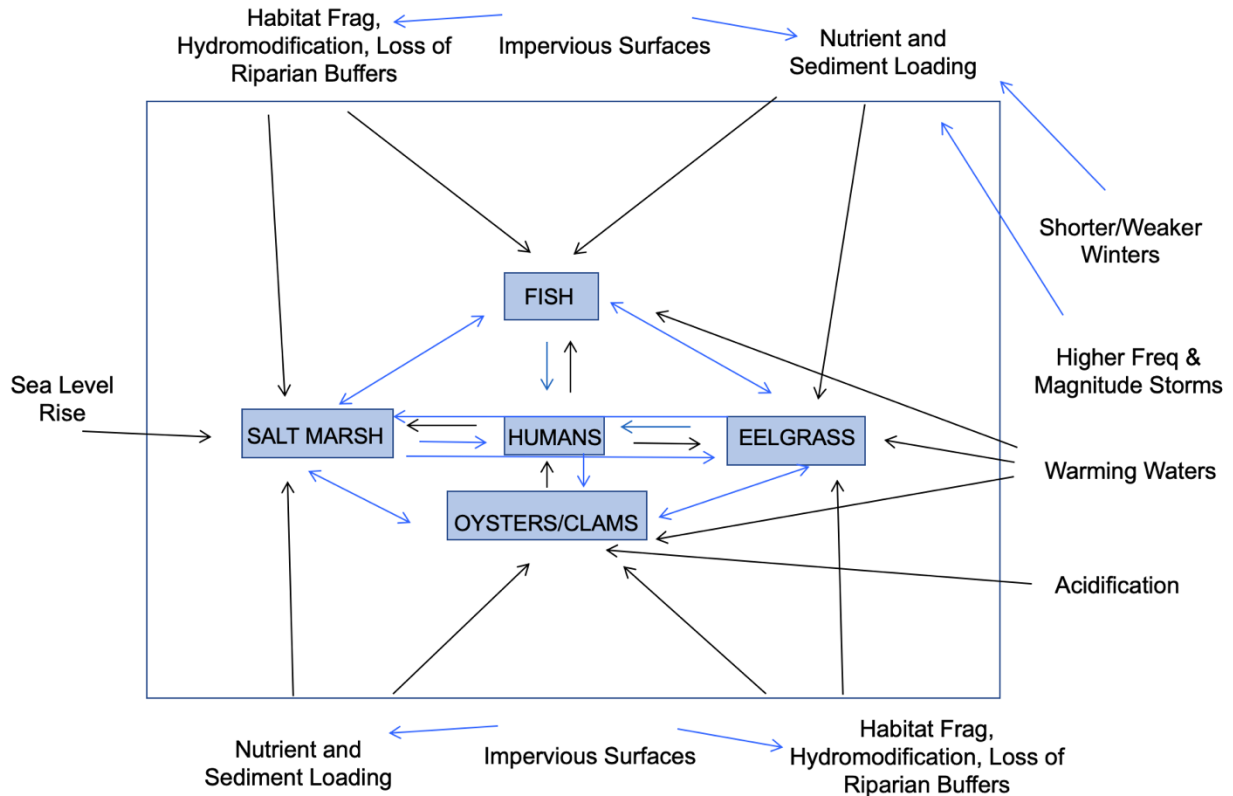 Habitat Frag,
Hydromodification, Loss of
Riparian Buffers
Impervious Surfaces
Nutrient and
Sediment Loading
Shorter/Weaker
Winters
FISH
Higher Freq &
Magnitude Storms
Sea Level
Rise
SALT MARSH
HUMANS
EELGRASS
Warming Waters
OYSTERS/CLAMS
Acidification
Nutrient and
Sediment Loading
Impervious Surfaces
Habitat Frag,
Hydromodification, Loss of
Riparian Buffers